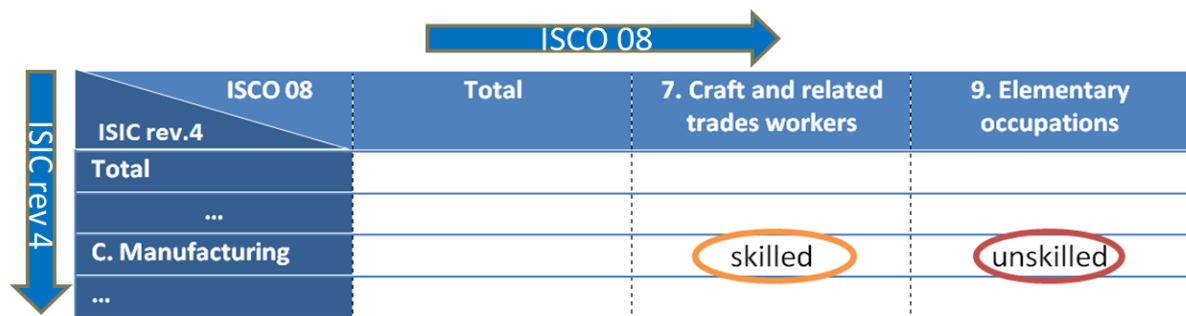 ISCO 08
ISIC rev 4
ISCO 08
ISIC rev.4
Total
7. Craft and related
trades workers
9. Elementary
occupations
Total
...
C. Manufacturing
skilled
unskilled
...